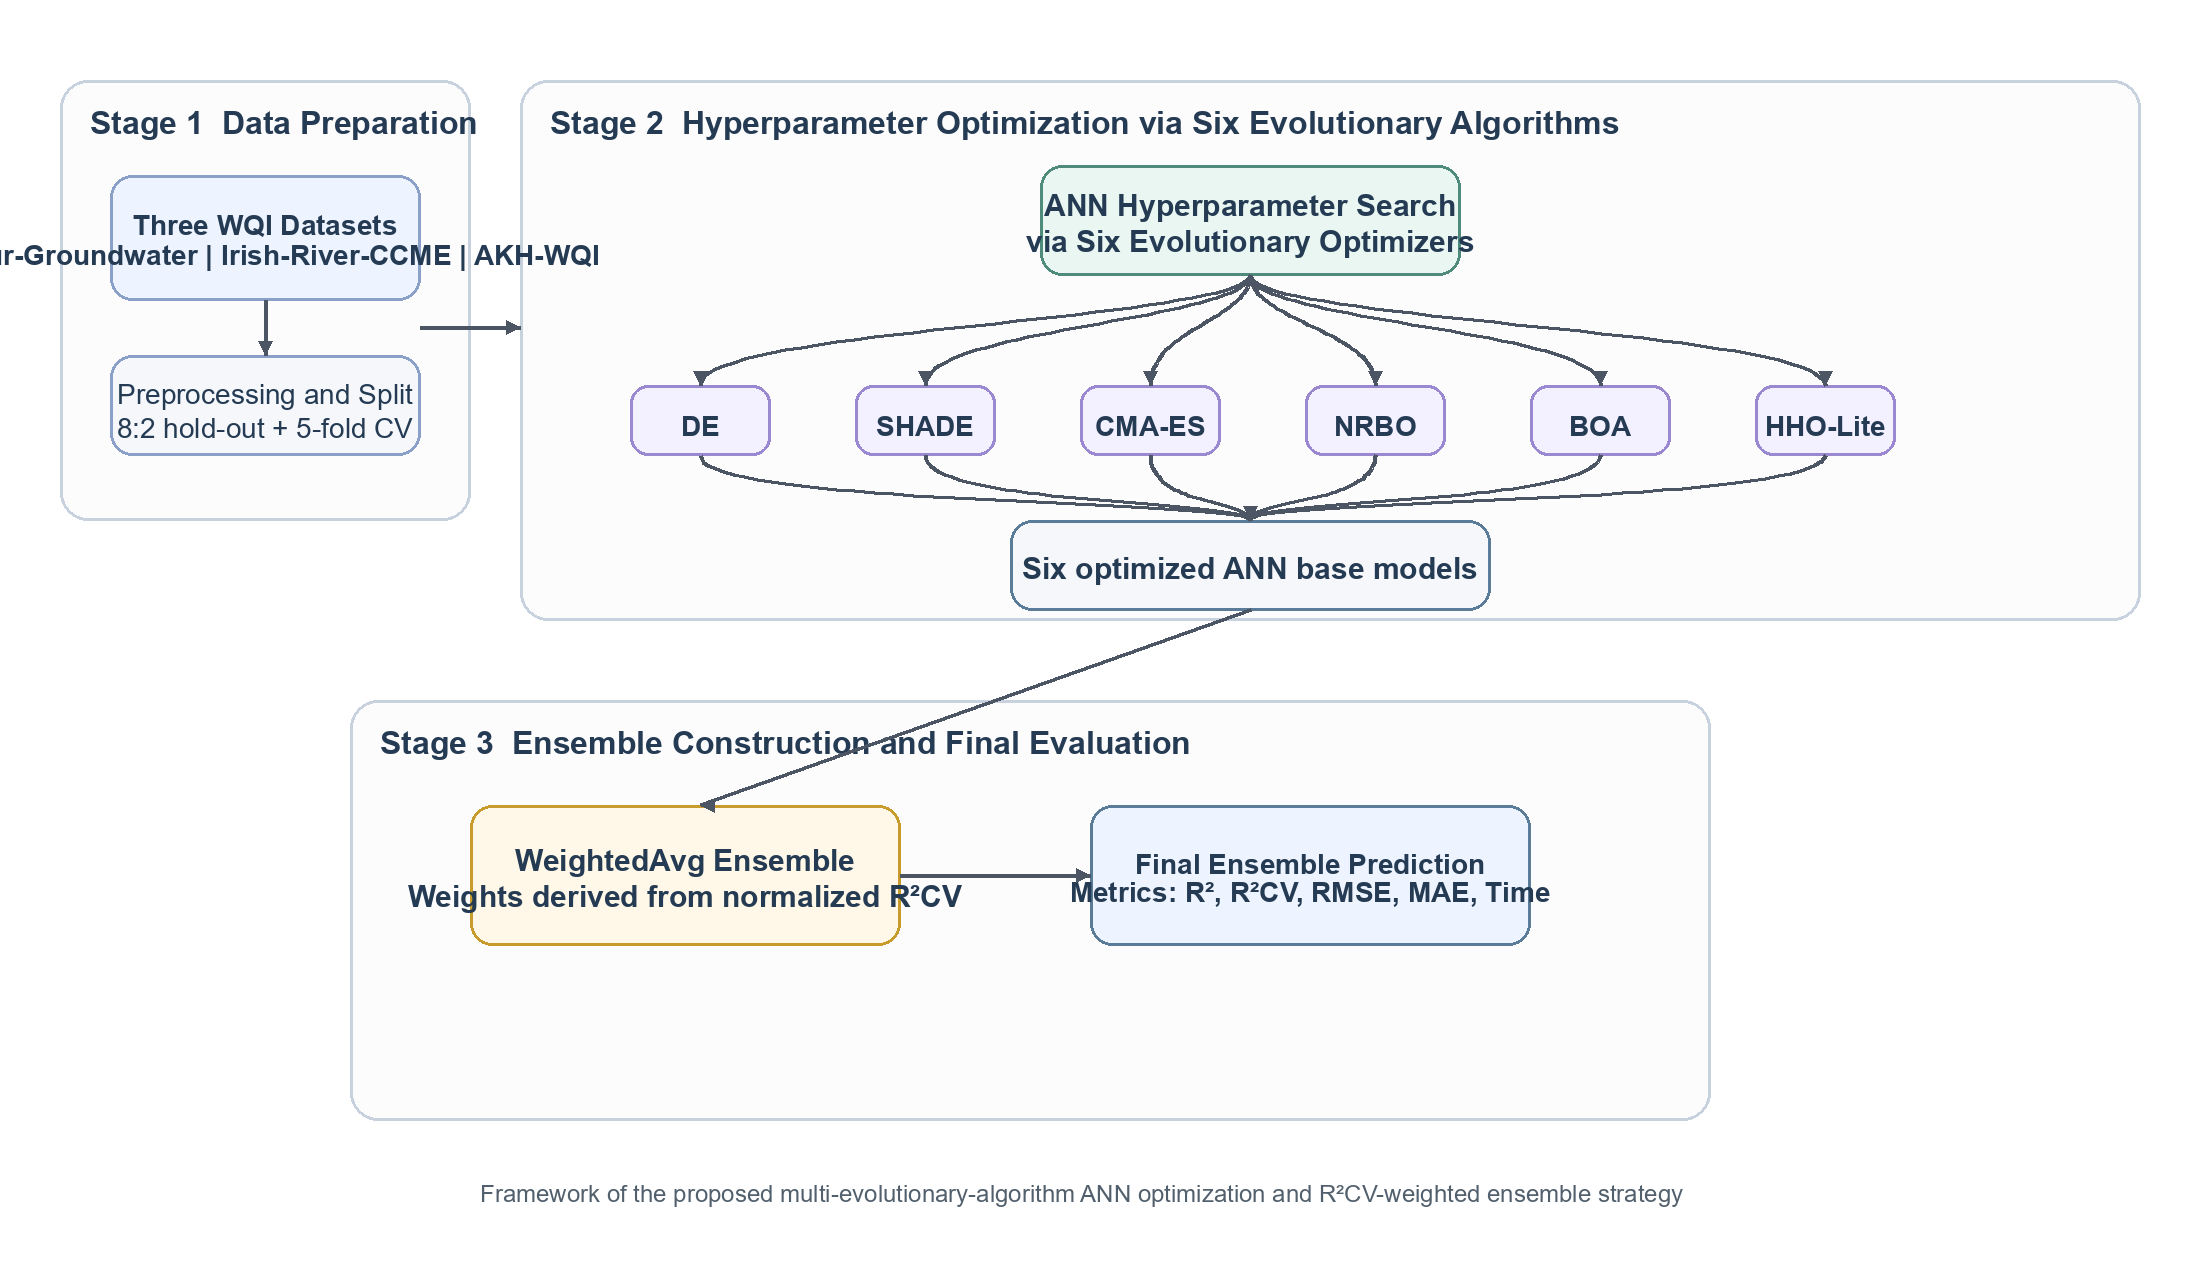 Stage 1  Data Preparation
Three WQI Datasets
-Groundwater | Irish-River-CCME | AKH-WQI
Preprocessing and Split
8:2 hold-out + 5-fold CV
Stage 2  Hyperparameter Optimization via Six Evolutionary Algorithms
ANN Hyperparameter Search
via Six Evolutionary Optimizers
DE
SHADE
CMA-ES
NRBO
BOA
HHO-Lite
Six optimized ANN base models
Stage 3  Ensemble Construction and Final Evaluation
WeightedAvg Ensemble
Weights derived from normalized R²CV
Final Ensemble Prediction
Metrics: R², R²CV, RMSE, MAE, Time
Framework of the proposed multi-evolutionary-algorithm ANN optimization and R²CV-weighted ensemble strategy